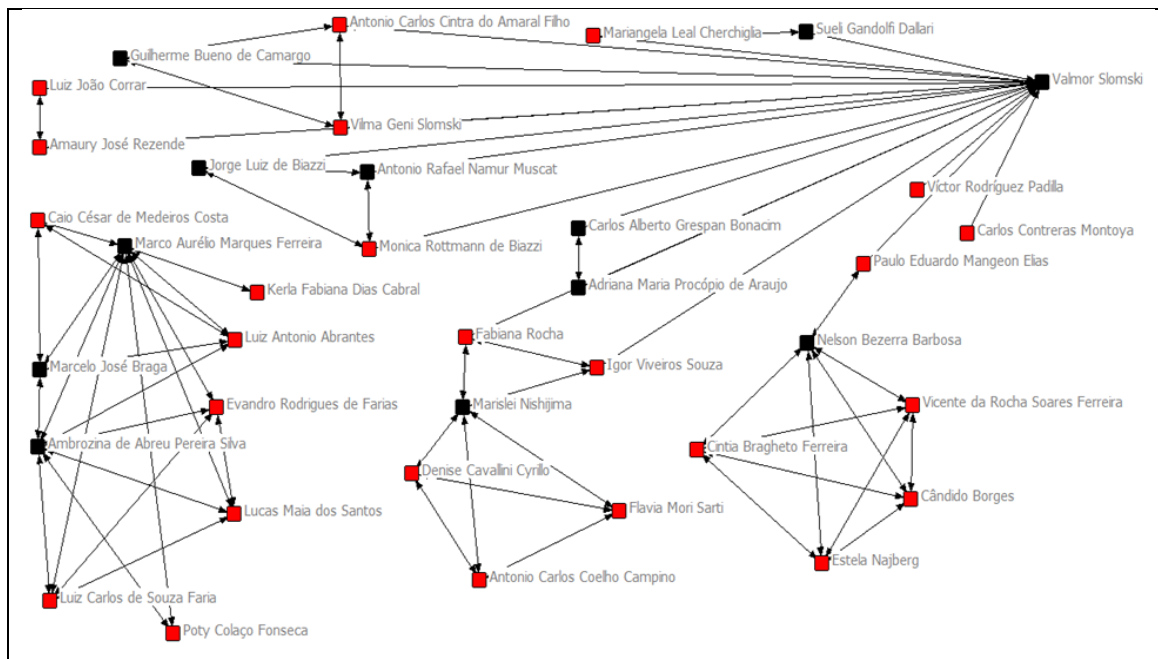 Antonio Carlos Cintra do Amaral Filho
Mariangela Leal Cherchiglia
Sueli Gandolfi Dallari
Guilherme Bueno de Camargo
Valmor Slomski
Luiz João Corrar
Vilma Geni Slomski
Amaury José Rezende
Jorge Luiz de Biazzi
Antonio Rafael Namur Muscat
Víctor Rodríguez Padilla
Caio César de Medeiros Costa
Carlos Alberto Grespan Bonacim
Carlos Contreras Montoya
Marco Aurélio Marques Ferreira
Monica Rottmann de Biazzi
Paulo Eduardo Mangeon Elias
Kerla Fabiana Dias Cabral
Adriana Maria Procópio de Araujo
Luiz Antonio Abrantes
Fabiana Rocha
Nelson Bezerra Barbosa
Marcelo José Braga
Igor Viveiros Souza
Evandro Rodrigues de Farias
Marislei Nishijima
Vicente da Rocha Soares Ferreira
Ambrozina de Abreu Pereira Silva
Cintia Bragheto Ferreira
Denise Cavallini Cyrillo
Cândido Borges
Lucas Maia dos Santos
Flavia Mori Sarti
Estela Najberg
Antonio Carlos Coelho Campino
Luiz Carlos de Souza Faria
Poty Colaço Fonseca